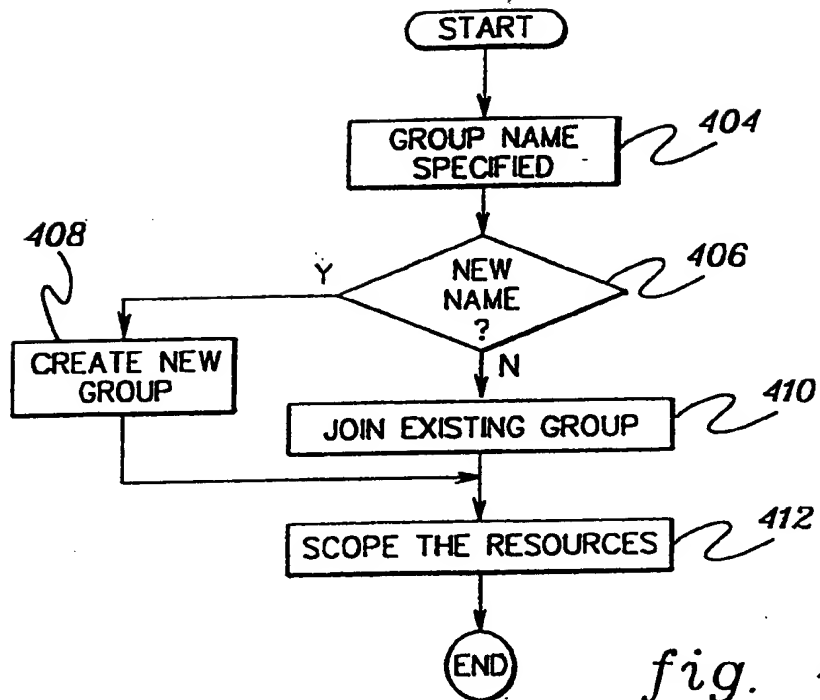 START
GROUP NAME
SPECIFIED
404
NEW
NAME
?
406
Y
N
408
CREATE NEW
GROUP
JOIN EXISTING GROUP
410
SCOPE THE RESOURCES
412
END
fig.